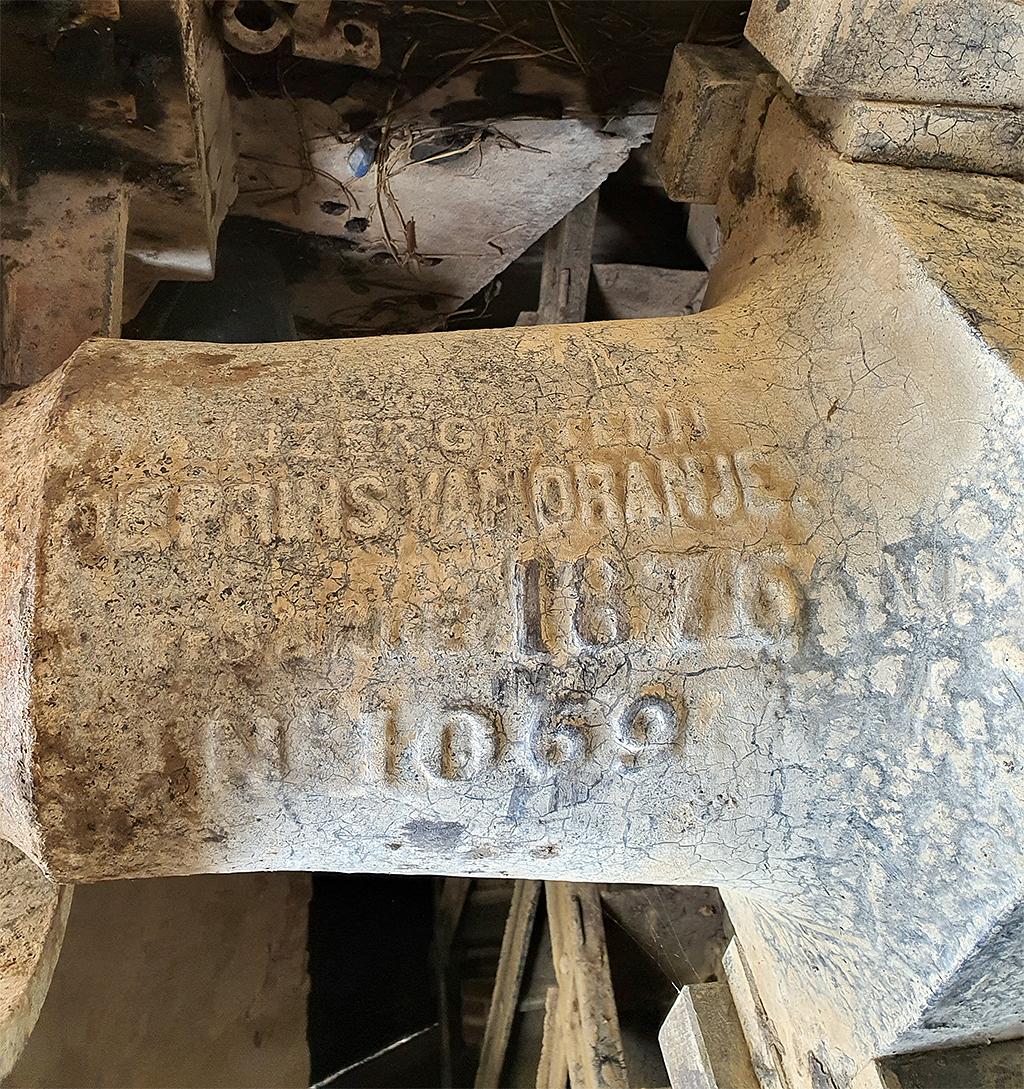 IJZERGIETERIJ
DE PRINS VAN ORANJE.
1876
N 1069